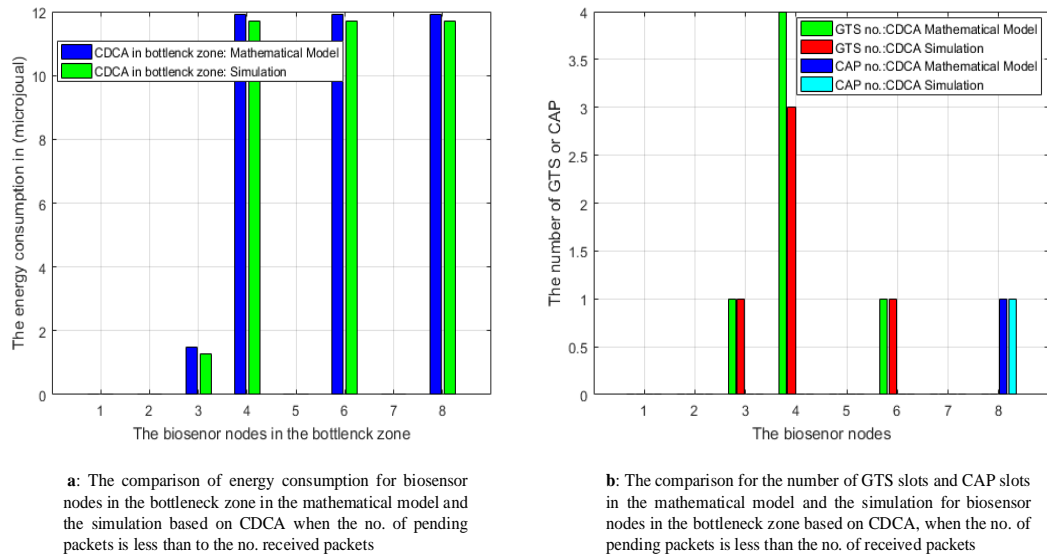 The energy consumption in (microjoual)
12
10
8
6
4
2
0
CDCA in bottlenck zone: Mathematical Model
CDCA in bottlenck zone: Simulation
1 2 3 4 5 6 7 8
The biosenor nodes in the bottlenck zone
a: The comparison of energy consumption for biosensor
nodes in the bottleneck zone in the mathematical model and
the simulation based on CDCA when the no. of pending
packets is less than to the no. received packets
The number of GTS or CAP
4
3.5
3
2.5
2
1.5
1
0.5
0
GTS no.:CDCA Mathematical Model
GTS no.:CDCA Simulation
CAP no.:CDCA Mathematical Model
CAP no.:CDCA Simulation
1 2 3 4 5 6 7 8
The biosenor nodes
b: The comparison for the number of GTS slots and CAP slots
in the mathematical model and the simulation for biosensor
nodes in the bottleneck zone based on CDCA, when the no. of
pending packets is less than the no. of received packets